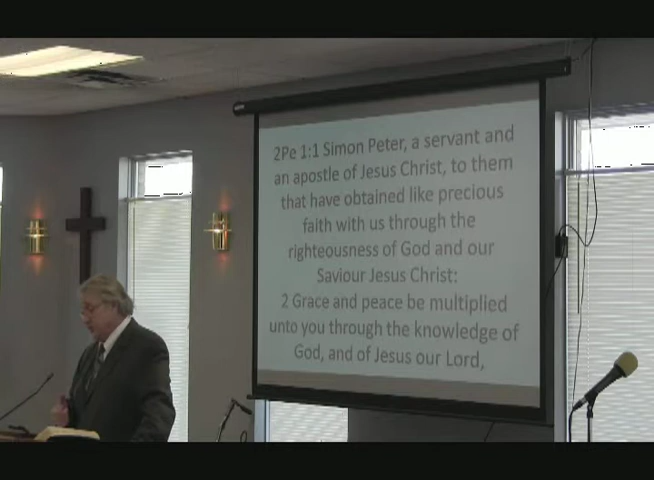 2Pe 1:1 Simon Peter, a servant and
an apostle of Jesus Christ, to them
that have obtained like precious
faith with us through the
righteousness of God and our
Saviour Jesus Christ:
2 Grace and peace be multiplied
unto you through the knowledge of
God, and of Jesus our Lord,